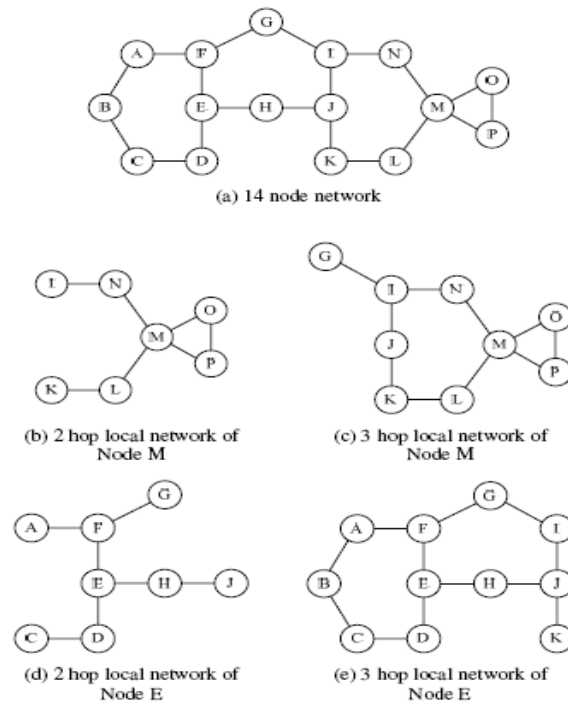 G
A F I N
O
B E H J M
P
C D K L
(a) 14 node network
G
I N
I N
O
O
M
J M
P
P
K L
K L
(b) 2 hop local network of
Node M
(c) 3 hop local network of
Node M
G
G
A F
A F I
E H J
B E H J
C D
C D K
(d) 2 hop local network of
Node E
(e) 3 hop local network of
Node E